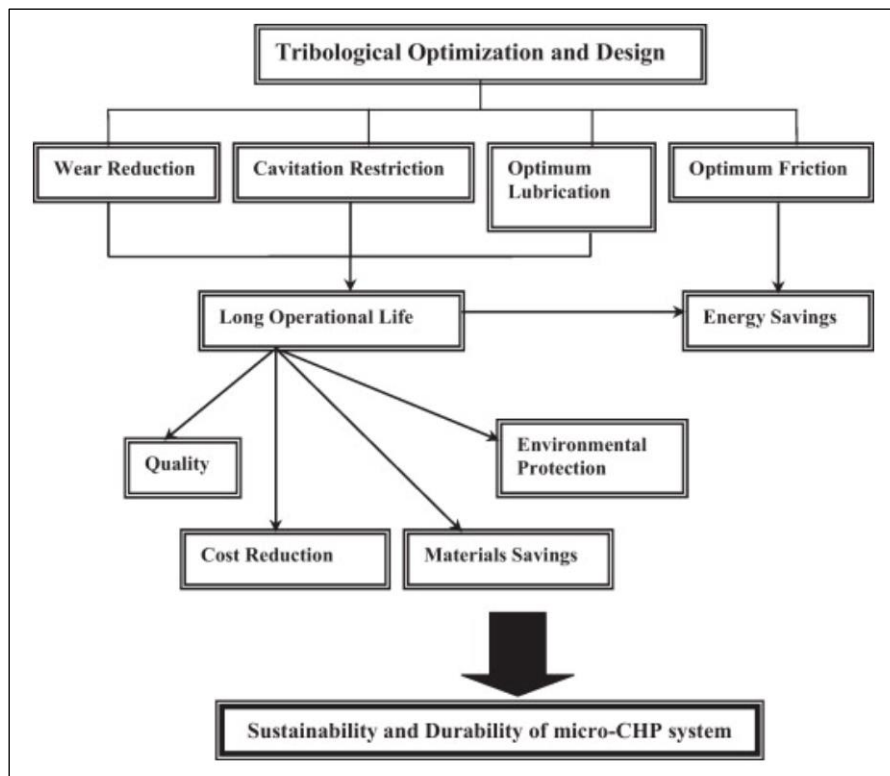 Tribological Optimization and Design
Wear Reduction
Cavitation Restriction
Optimum
Lubrication
Optimum Friction
Long Operational Life
Energy Savings
Quality
Environmental
Protection
Cost Reduction
Materials Savings
Sustainability and Durability of micro-CHP system